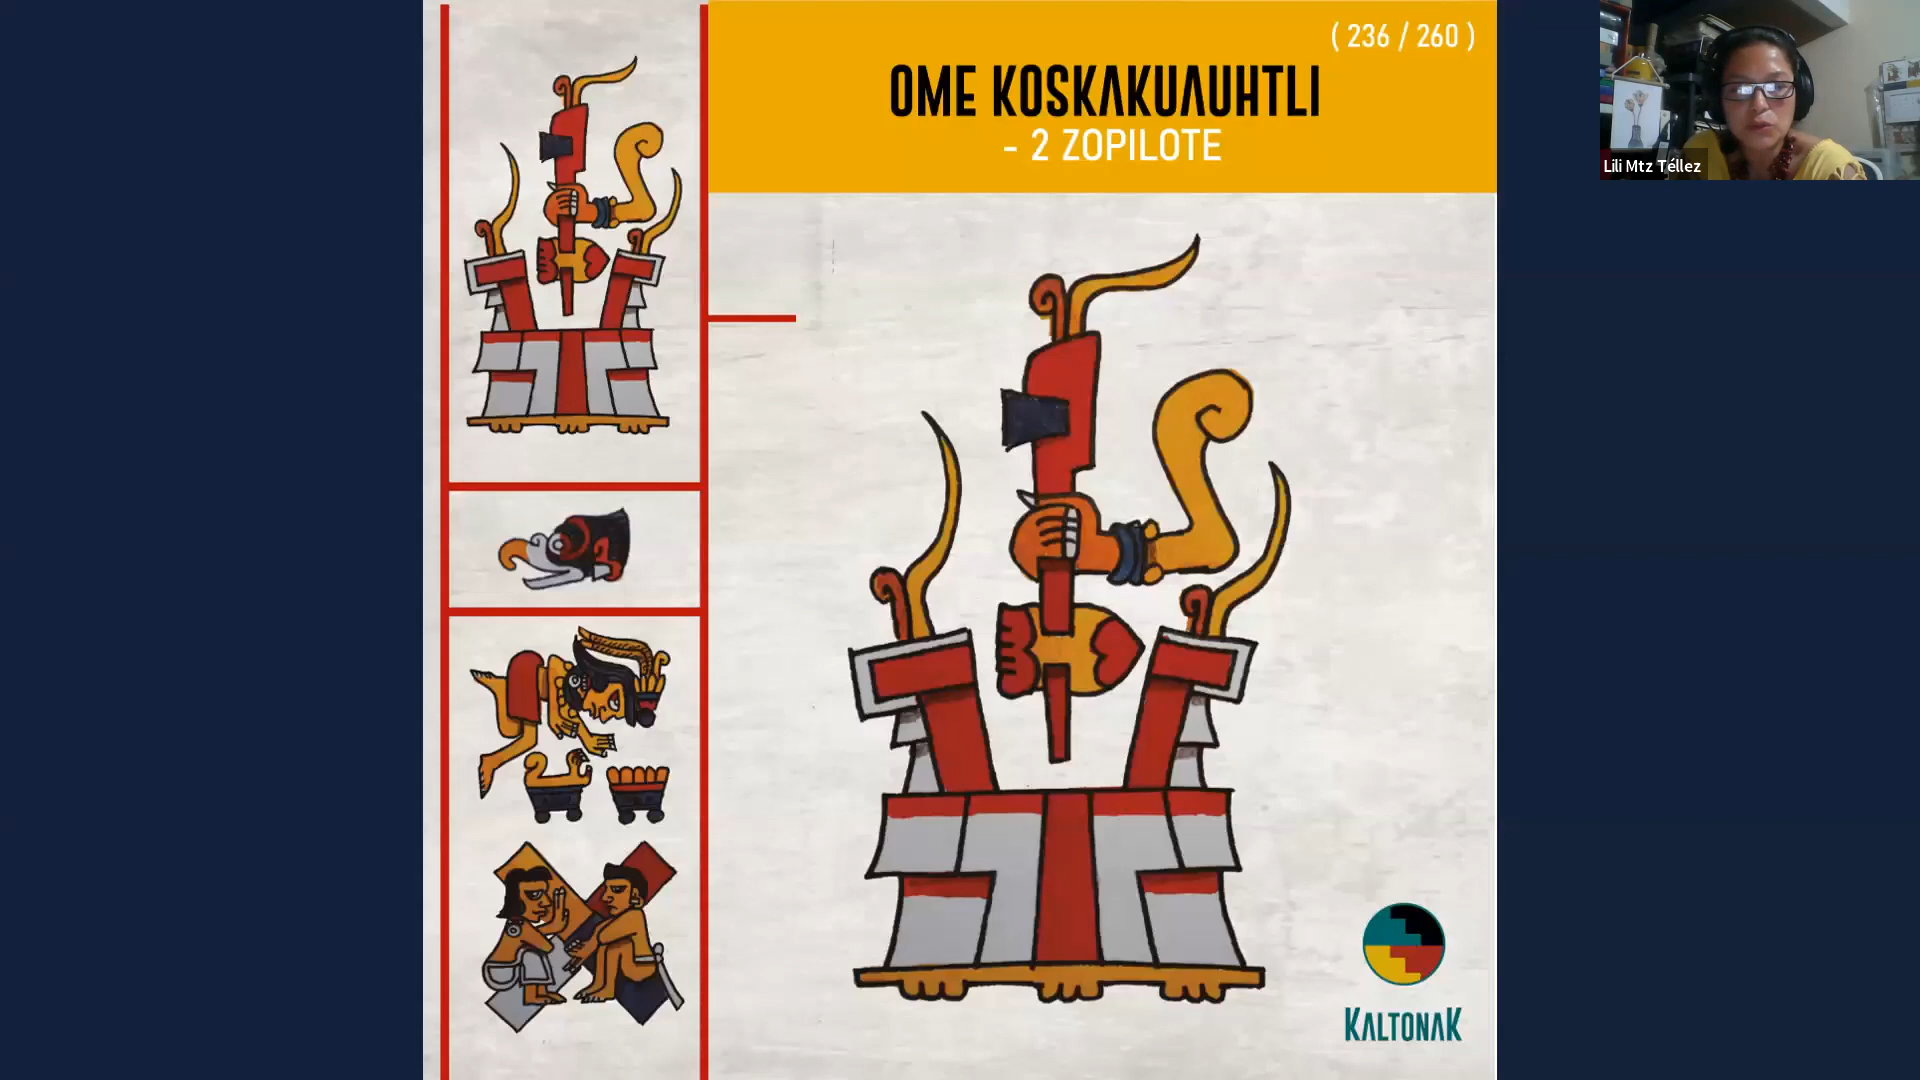 ( 236 / 260 )
OME KOSKAKUAUHTLI
- 2 ZOPILOTE
Lili Mtz Téllez
KALTONAK